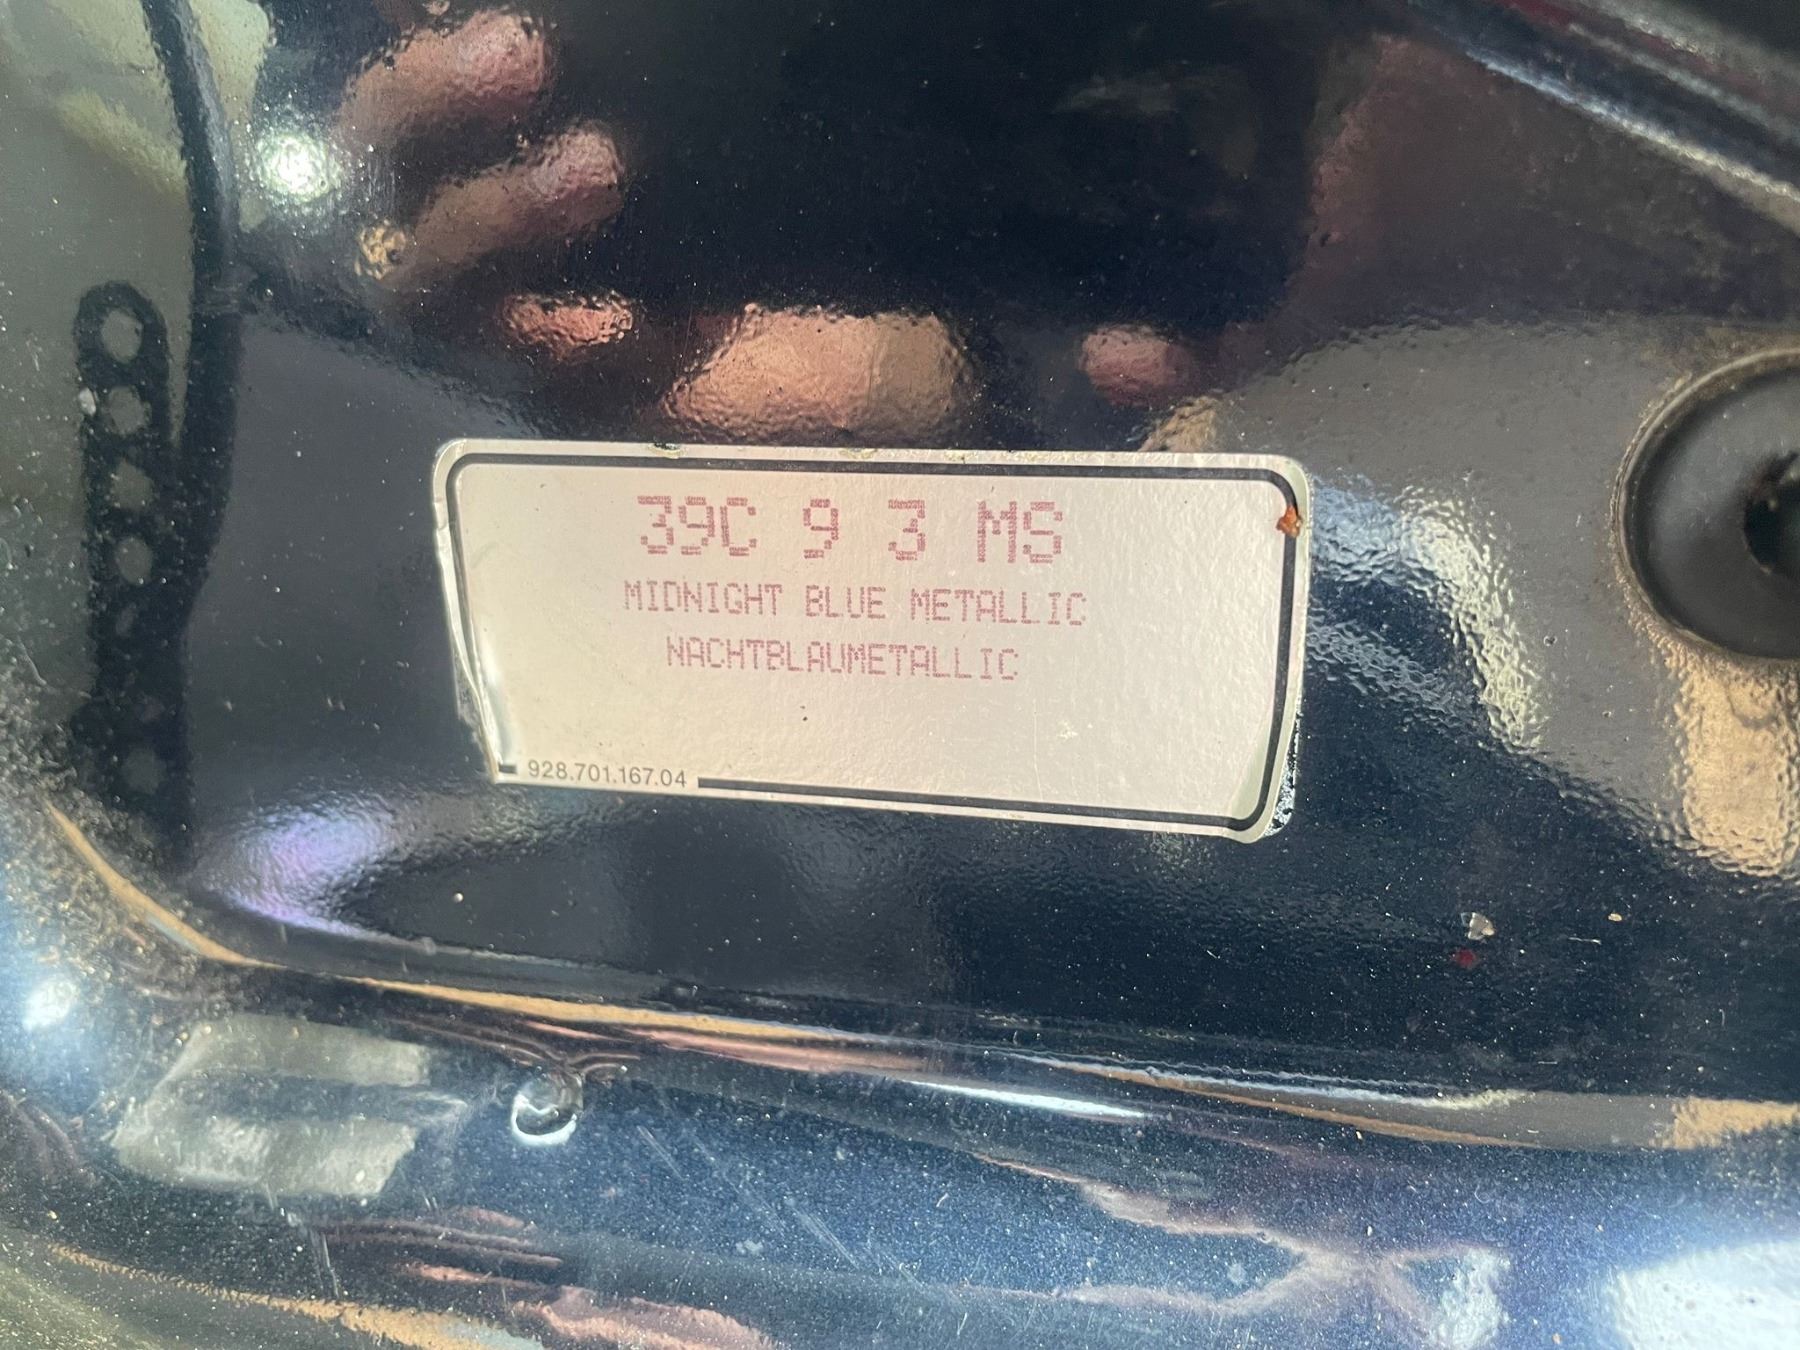 39C 9 3 MS
MIDNIGHT BLUE METALLIC
NACHTBLAUMETALLIC
928.701.167.04